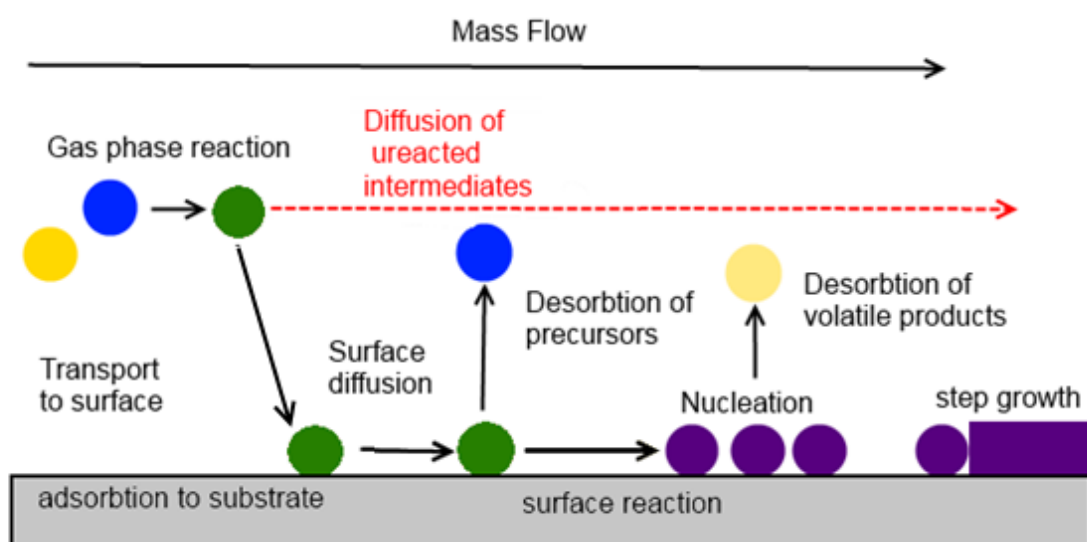 Mass Flow
Gas phase reaction
Diffusion of
ureacted
intermediates
Transport
to surface
Surface
diffusion
Desorbtion of
precursors
Desorbtion of
volatile products
Nucleation
step growth
adsorbtion to substrate
surface reaction